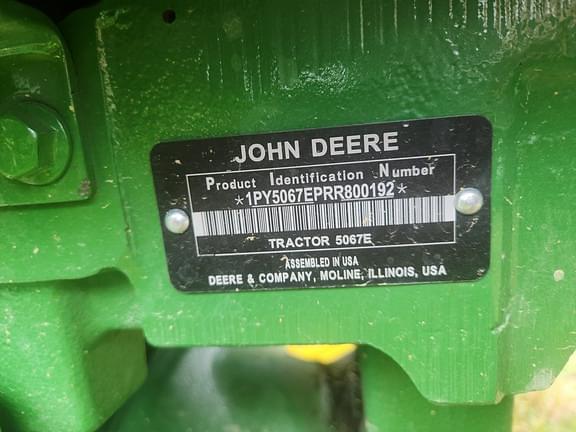 JOHN DEERE
Product Identification Number
*1PY5067EPRR800192*
TRACTOR 5067E
ASSEMBLED IN USA
DEERE & COMPANY, MOLINE, ILLINOIS, USA